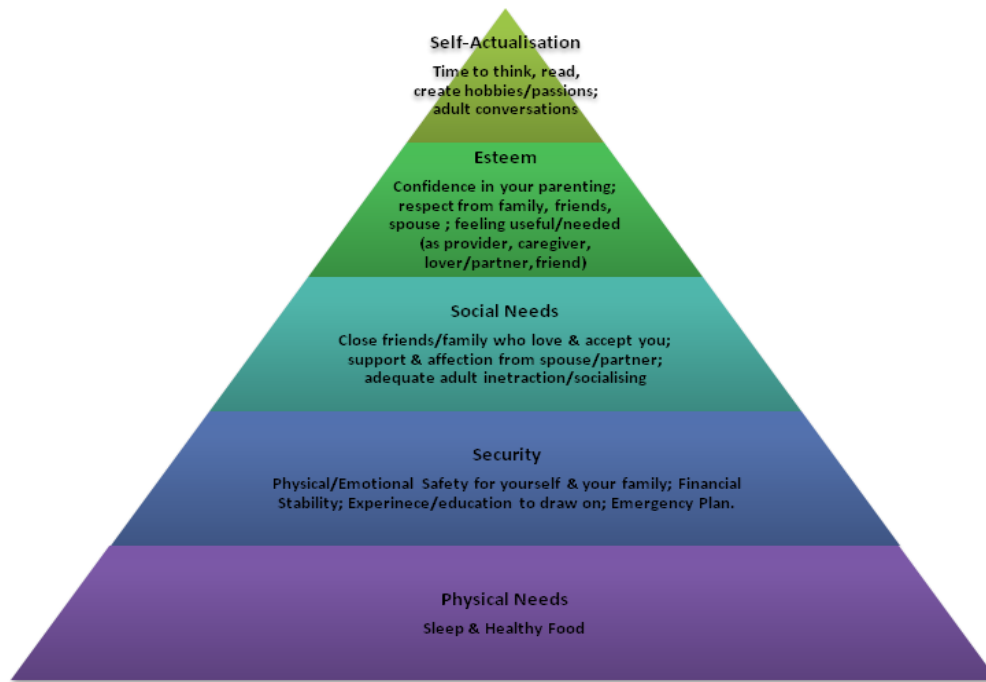 Self-Actualisation
Time to think, read,
create hobbies/passions;
adult conversations
Esteem
Confidence in your parenting;
respect from family, friends,
spouse ; feeling useful/needed
(as provider, caregiver,
lover/partner, friend)
Social Needs
Close friends/family who love & accept you;
support & affection from spouse/partner;
adequate adult inetraction/socialising
Security
Physical/Emotional Safety for yourself & your family; Financial
Stability; Experinece/education to draw on; Emergency Plan.
Physical Needs
Sleep & Healthy Food